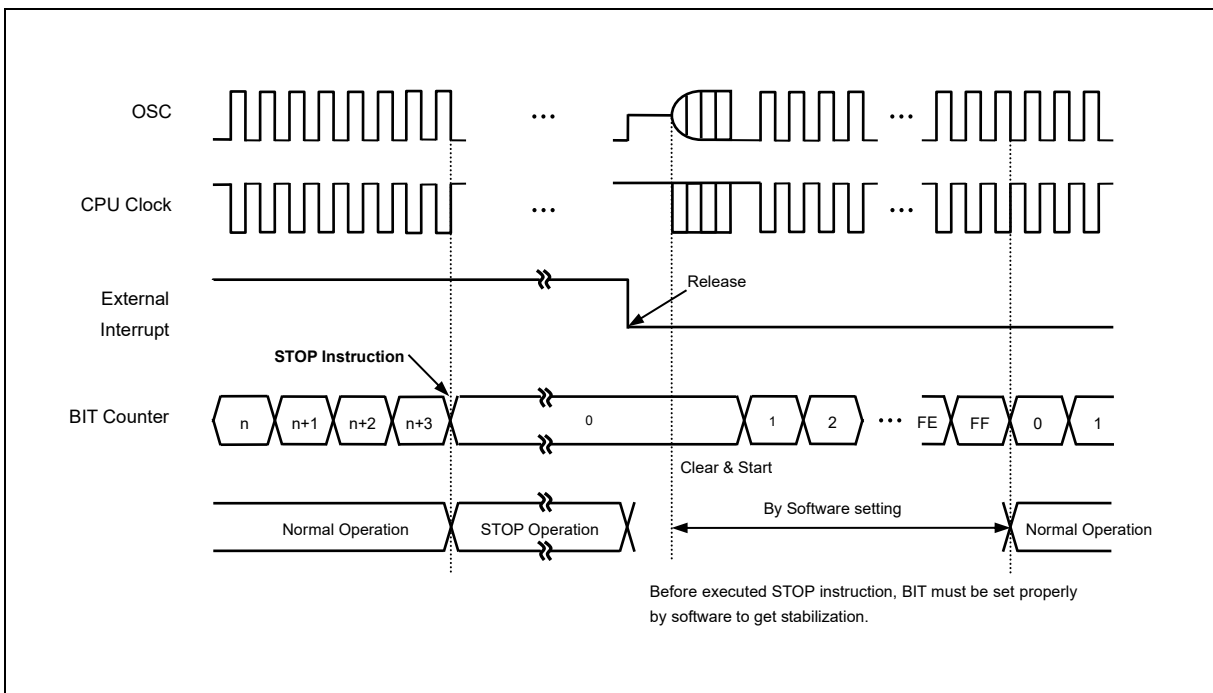 OSC
...
...
CPU Clock
...
...
Release
External
Interrupt
STOP Instruction
BIT Counter
n n+1 n+2 n+3 0 1 2 ... FE FF 0 1
Clear & Start
By Software setting
Normal Operation STOP Operation Normal Operation
Before executed STOP instruction, BIT must be set properly
by software to get stabilization.